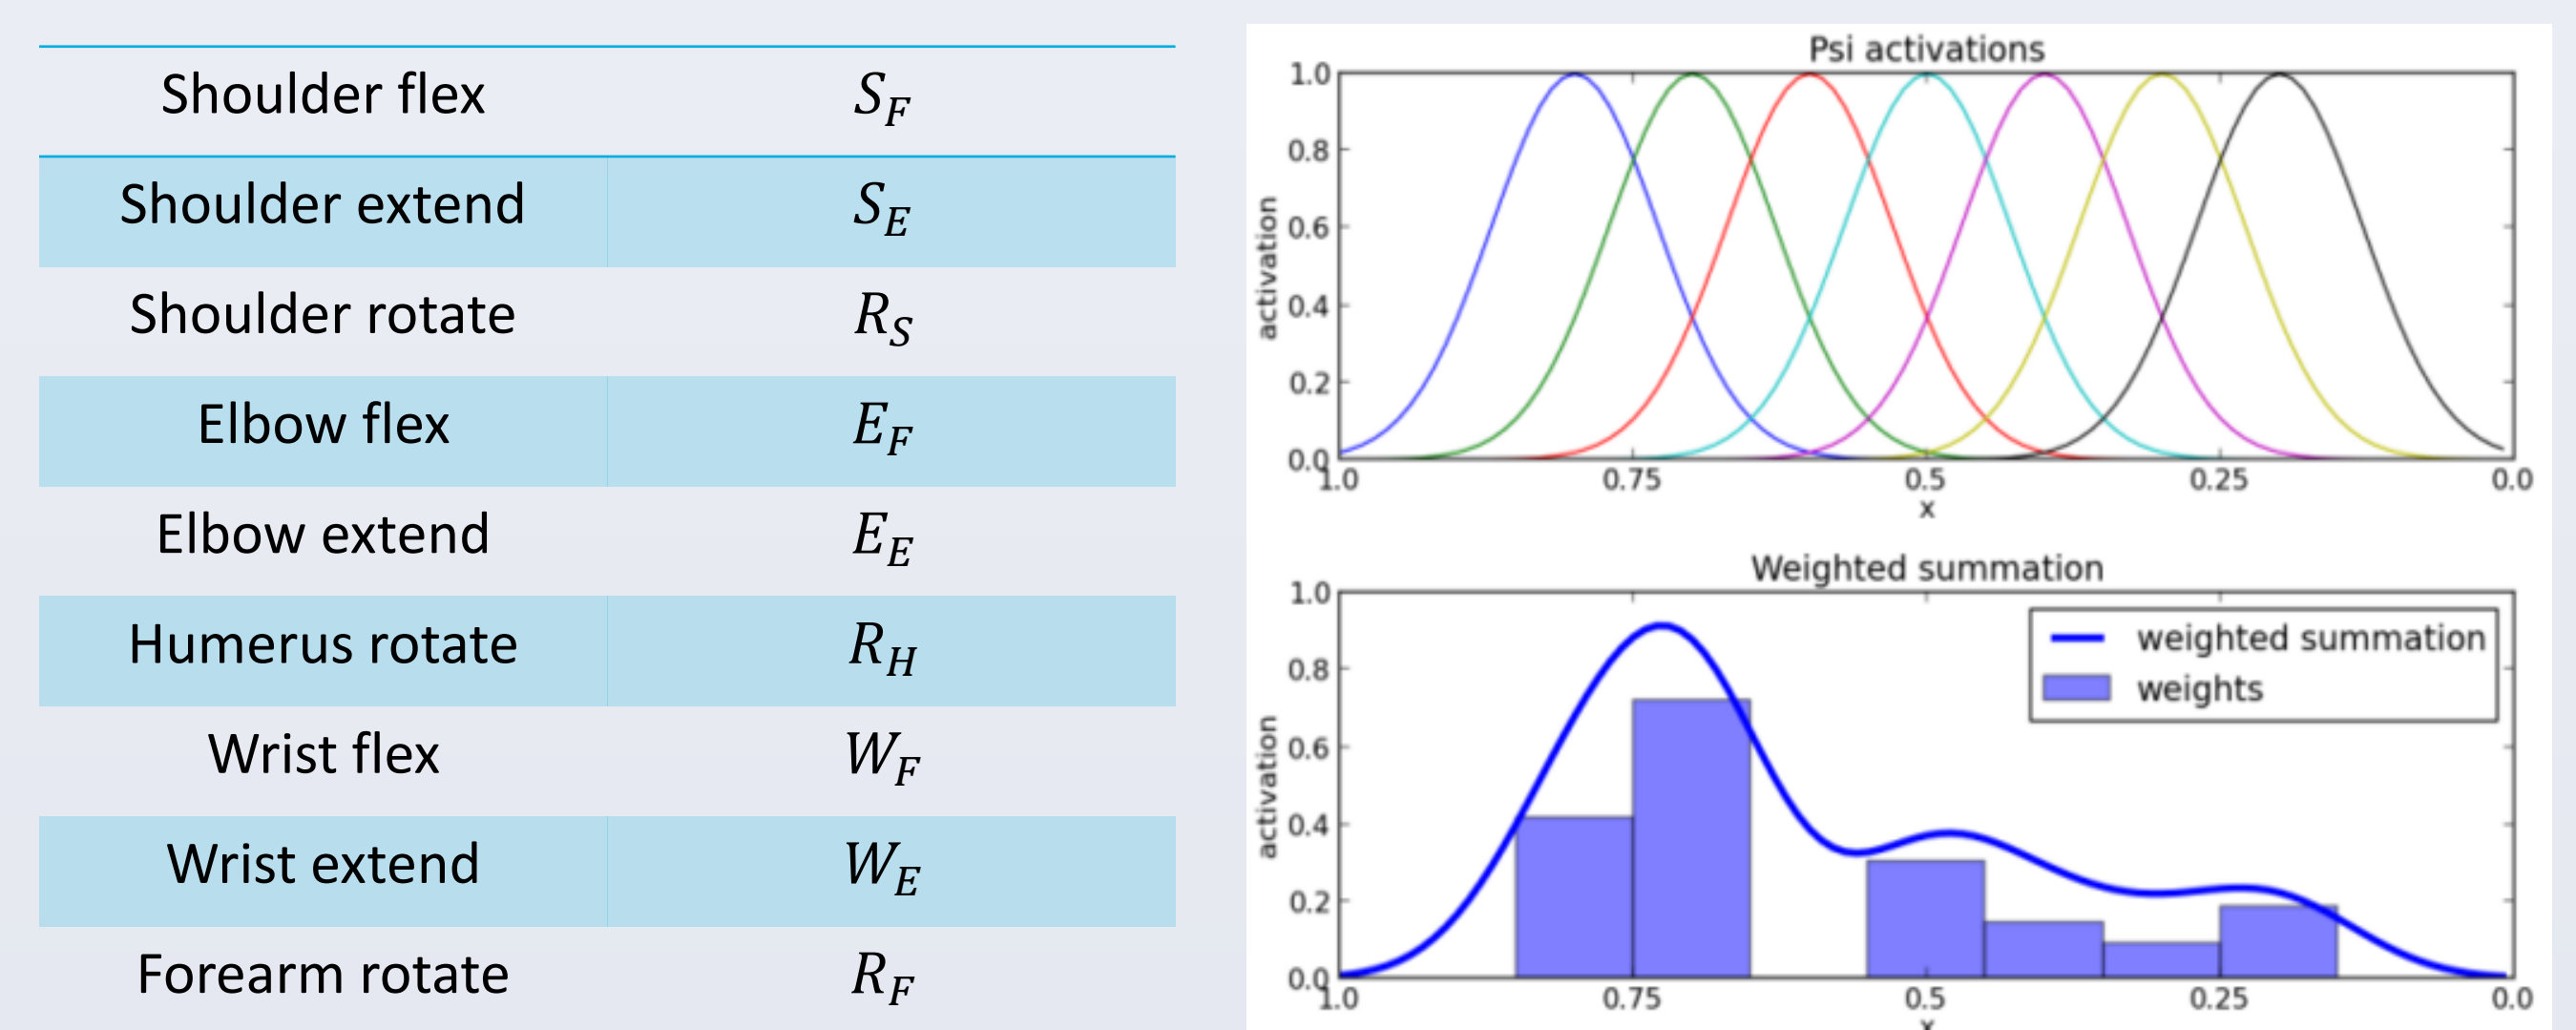 Shoulder flex S_F
Shoulder extend S_E
Shoulder rotate R_S
Elbow flex E_F
Elbow extend E_E
Humerus rotate R_H
Wrist flex W_F
Wrist extend W_E
Forearm rotate R_F
Psi activations
activation
1.0
0.8
0.6
0.4
0.2
0.0
1.0 0.75 0.5 0.25 0.0
x
Weighted summation
weighted summation
weights
activation
1.0
0.8
0.6
0.4
0.2
0.0
1.0 0.75 0.5 0.25 0.0
x